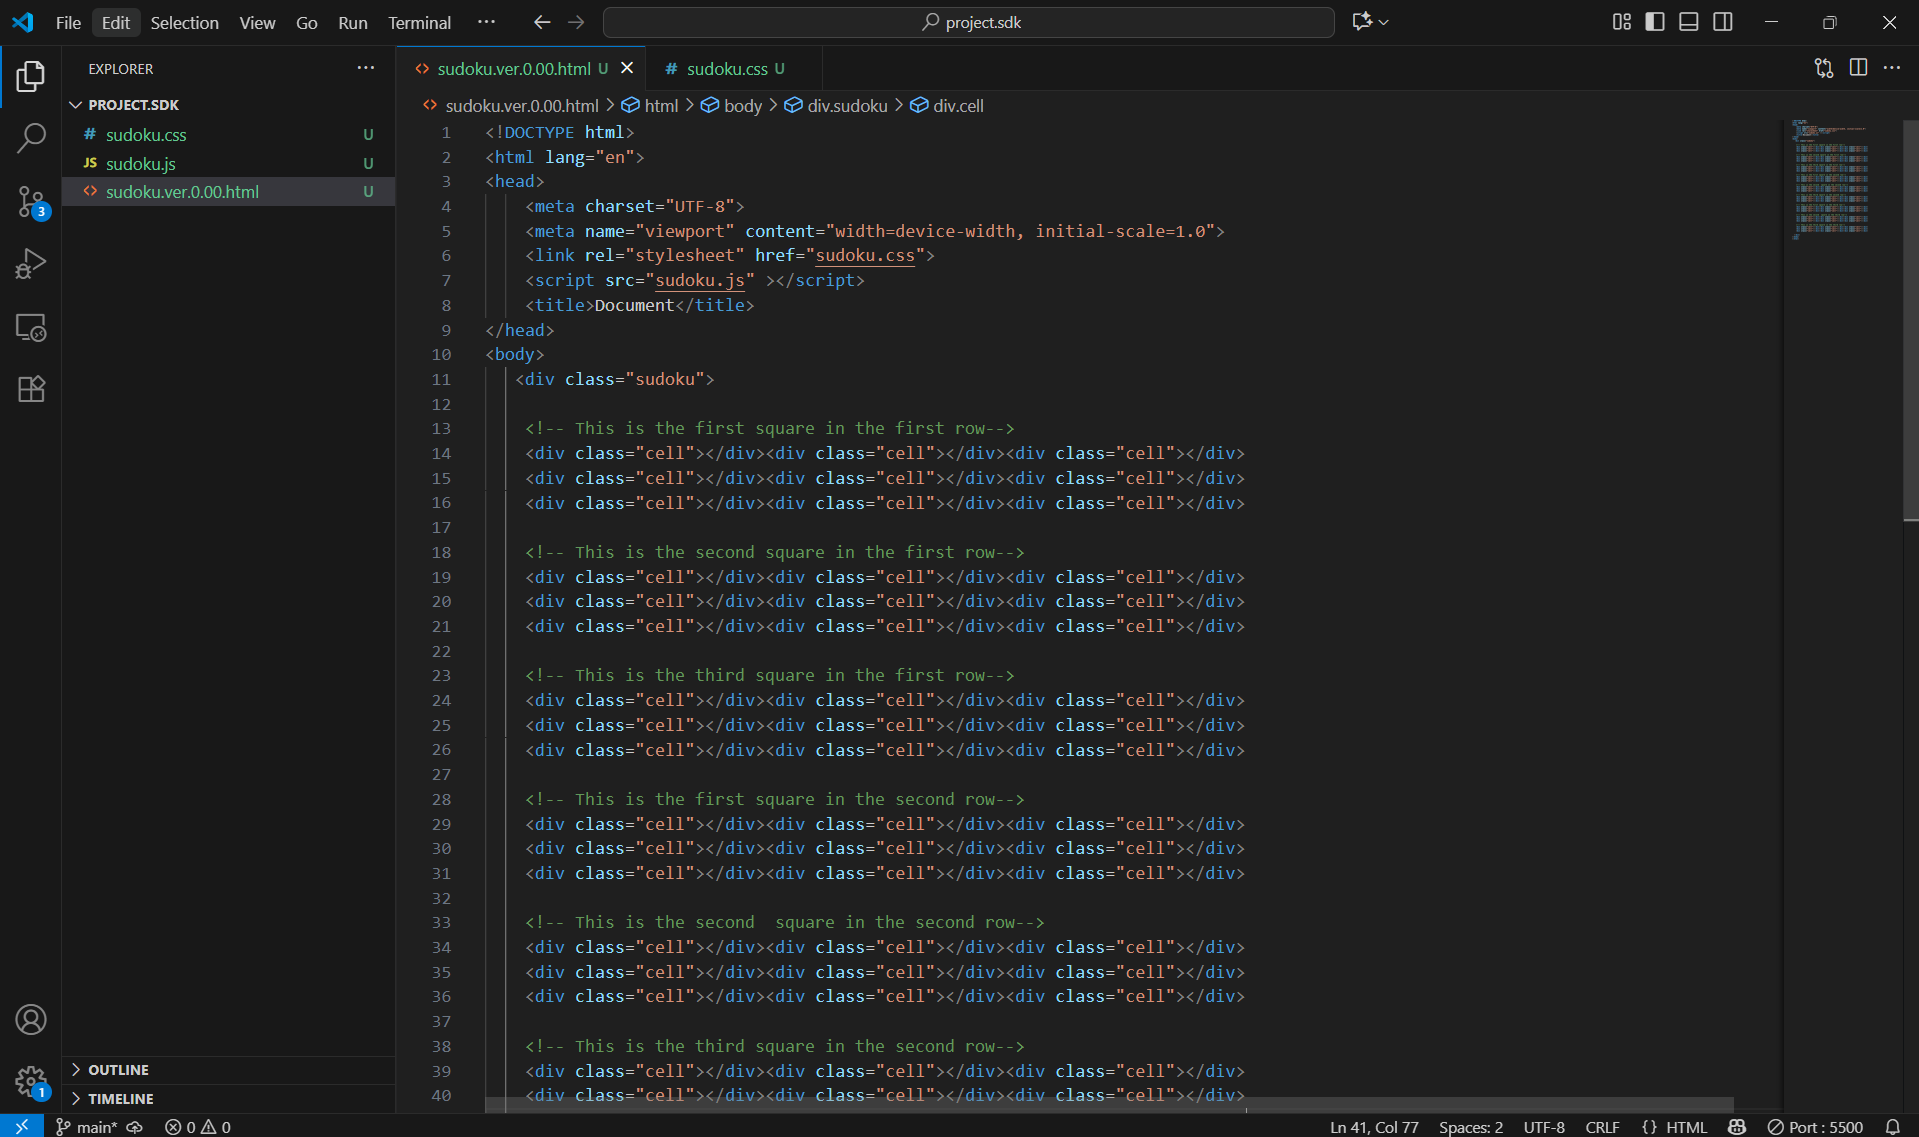 File Edit Selection View Go Run Terminal ··· project.sdk
EXPLORER ···
PROJECT.SDK
# sudoku.css U
JS sudoku.js U
<> sudoku.ver.0.00.html U
OUTLINE
TIMELINE
3
1
<> sudoku.ver.0.00.html U # sudoku.css U
<> sudoku.ver.0.00.html > html > body > div.sudoku > div.cell
1 <!DOCTYPE html>
2 <html lang="en">
3 <head>
4 <meta charset="UTF-8">
5 <meta name="viewport" content="width=device-width, initial-scale=1.0">
6 <link rel="stylesheet" href="sudoku.css">
7 <script src="sudoku.js" ></script>
8 <title>Document</title>
9 </head>
10 <body>
11 <div class="sudoku">
12
13 <!-- This is the first square in the first row-->
14 <div class="cell"></div><div class="cell"></div><div class="cell"></div>
15 <div class="cell"></div><div class="cell"></div><div class="cell"></div>
16 <div class="cell"></div><div class="cell"></div><div class="cell"></div>
17
18 <!-- This is the second square in the first row-->
19 <div class="cell"></div><div class="cell"></div><div class="cell"></div>
20 <div class="cell"></div><div class="cell"></div><div class="cell"></div>
21 <div class="cell"></div><div class="cell"></div><div class="cell"></div>
22
23 <!-- This is the third square in the first row-->
24 <div class="cell"></div><div class="cell"></div><div class="cell"></div>
25 <div class="cell"></div><div class="cell"></div><div class="cell"></div>
26 <div class="cell"></div><div class="cell"></div><div class="cell"></div>
27
28 <!-- This is the first square in the second row-->
29 <div class="cell"></div><div class="cell"></div><div class="cell"></div>
30 <div class="cell"></div><div class="cell"></div><div class="cell"></div>
31 <div class="cell"></div><div class="cell"></div><div class="cell"></div>
32
33 <!-- This is the second  square in the second row-->
34 <div class="cell"></div><div class="cell"></div><div class="cell"></div>
35 <div class="cell"></div><div class="cell"></div><div class="cell"></div>
36 <div class="cell"></div><div class="cell"></div><div class="cell"></div>
37
38 <!-- This is the third square in the second row-->
39 <div class="cell"></div><div class="cell"></div><div class="cell"></div>
40 <div class="cell"></div><div class="cell"></div><div class="cell"></div>
main* 0 0 Ln 41, Col 77 Spaces: 2 UTF-8 CRLF {} HTML Port : 5500